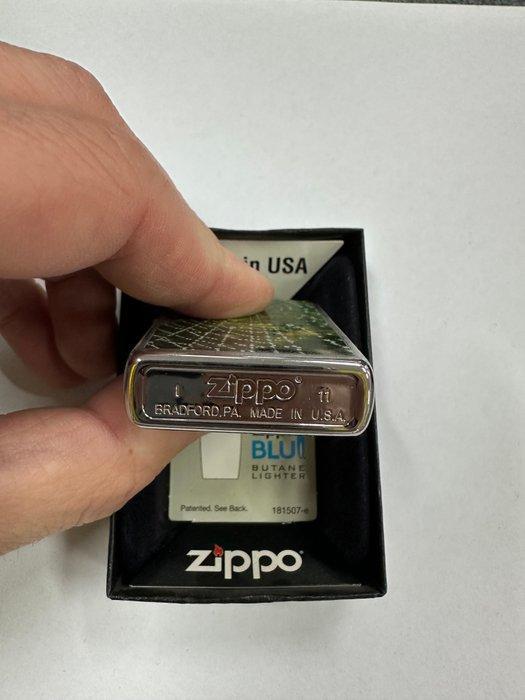 in USA
I zippo 11
BRADFORD, PA. MADE IN U.S.A.
BLU
BUTANE
LIGHTER
Patented. See Back. 181507-e
zippo